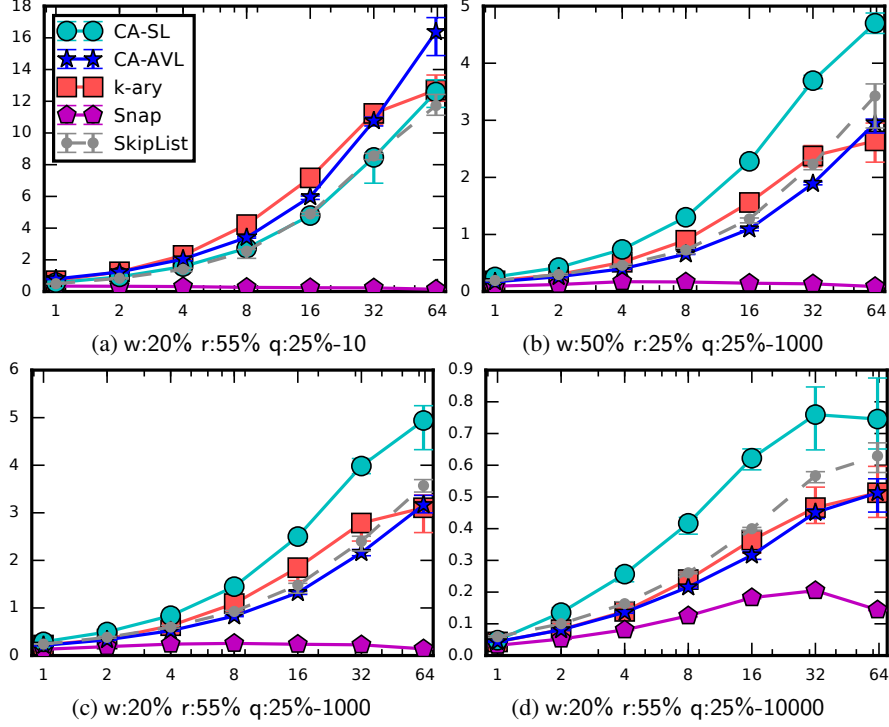 18
16
14
12
10
8
6
4
2
0
CA-SL
CA-AVL
k-ary
Snap
SkipList
1 2 4 8 16 32 64
(a) w:20% r:55% q:25%-10
5
4
3
2
1
0
1 2 4 8 16 32 64
(b) w:50% r:25% q:25%-1000
6
5
4
3
2
1
0
1 2 4 8 16 32 64
(c) w:20% r:55% q:25%-1000
0.9
0.8
0.7
0.6
0.5
0.4
0.3
0.2
0.1
0.0
1 2 4 8 16 32 64
(d) w:20% r:55% q:25%-10000